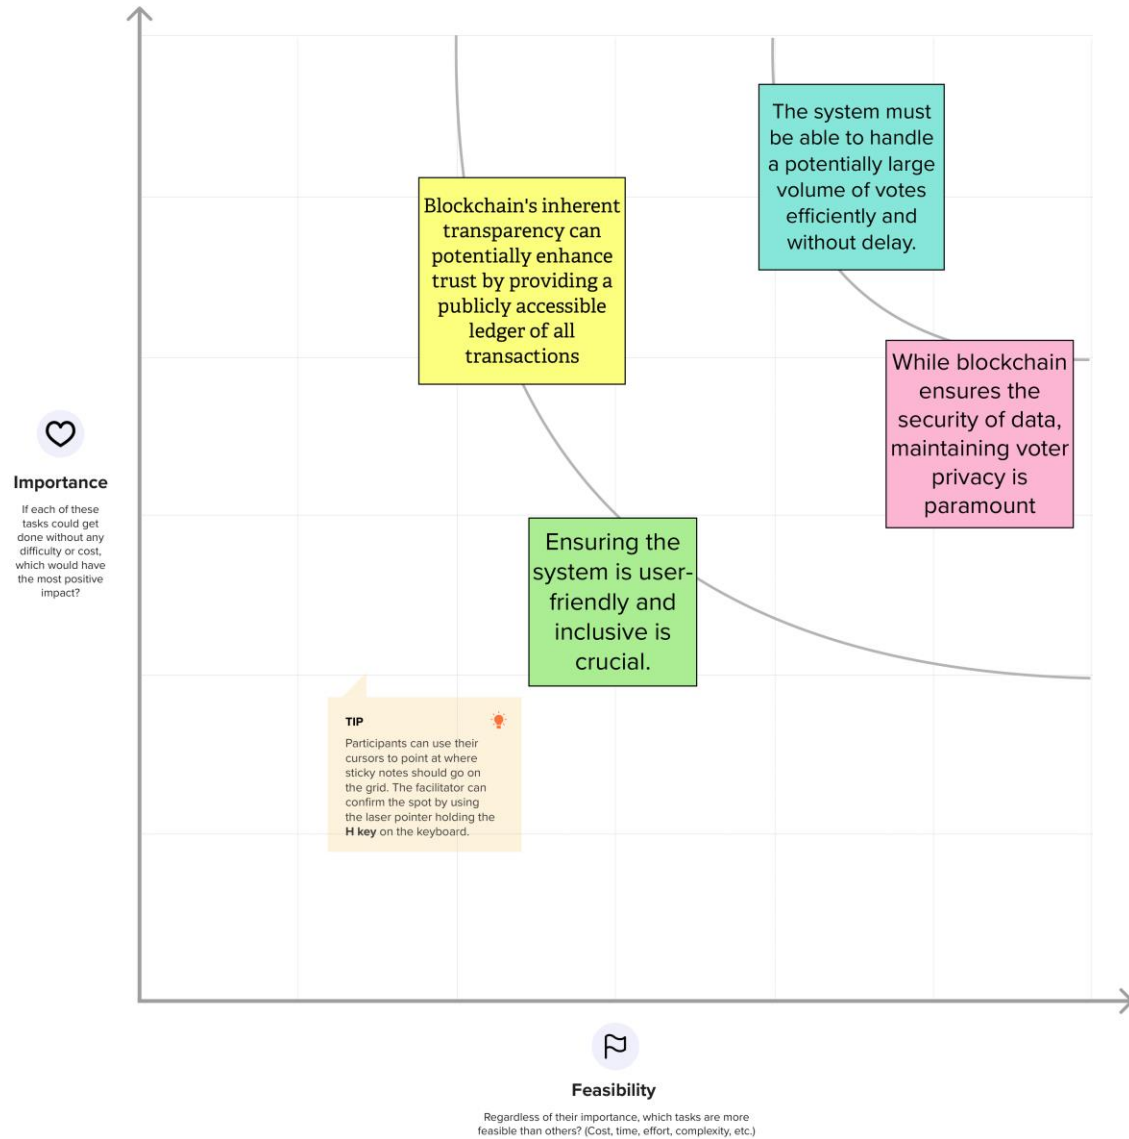 The system must
be able to handle
a potentially large
volume of votes
efficiently and
without delay.
Blockchain's inherent
transparency can
potentially enhance
trust by providing a
publicly accessible
ledger of all
transactions
While blockchain
ensures the
security of data,
maintaining voter
privacy is
paramount
Importance
If each of these
tasks could get
done without any
difficulty or cost,
which would have
the most positive
impact?
Ensuring the
system is user-
friendly and
inclusive is
crucial.
TIP
Participants can use their
cursors to point at where
sticky notes should go on
the grid. The facilitator can
confirm the spot by using
the laser pointer holding the
H key on the keyboard.
Feasibility
Regardless of their importance, which tasks are more
feasible than others? (Cost, time, effort, complexity, etc.)